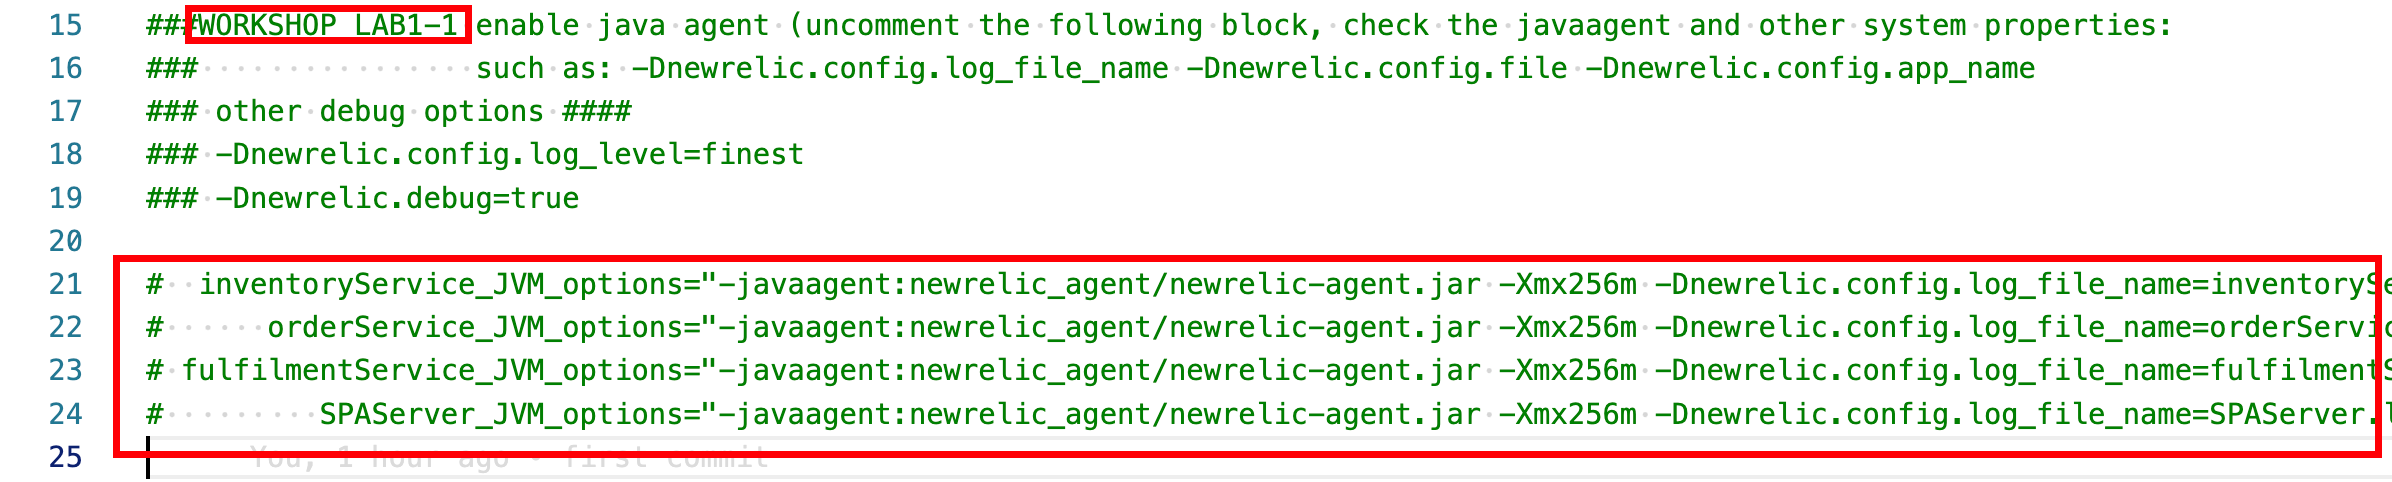 15 ###WORKSHOP LAB1-1 enable java agent (uncomment the following block, check the javaagent and other system properties:
16 ### such as: -Dnewrelic.config.log_file_name -Dnewrelic.config.file -Dnewrelic.config.app_name
17 ### other debug options ####
18 ### -Dnewrelic.config.log_level=finest
19 ### -Dnewrelic.debug=true
20
21 # inventoryService_JVM_options="-javaagent:newrelic_agent/newrelic-agent.jar -Xmx256m -Dnewrelic.config.log_file_name=inventorySe
22 # orderService_JVM_options="-javaagent:newrelic_agent/newrelic-agent.jar -Xmx256m -Dnewrelic.config.log_file_name=orderServic
23 # fulfilmentService_JVM_options="-javaagent:newrelic_agent/newrelic-agent.jar -Xmx256m -Dnewrelic.config.log_file_name=fulfilmentS
24 # SPAServer_JVM_options="-javaagent:newrelic_agent/newrelic-agent.jar -Xmx256m -Dnewrelic.config.log_file_name=SPAServer.l
25 You, 1 hour ago • first commit